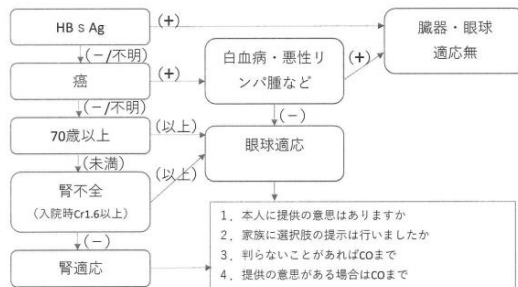 HBｓAg
(+)
臓器・眼球
適応無
(－/不明)
癌
(+)
白血病・悪性リ
ンパ腫など
(+)
(－/不明)
(－)
70歳以上
(以上)
眼球適応
(未満)
腎不全
(入院時Cr1.6以上)
(以上)
(－)
腎適応
1．本人に提供の意思はありますか
2．家族に選択肢の提示は行いましたか
3．判らないことがあればCOまで
4．提供の意思がある場合はCOまで